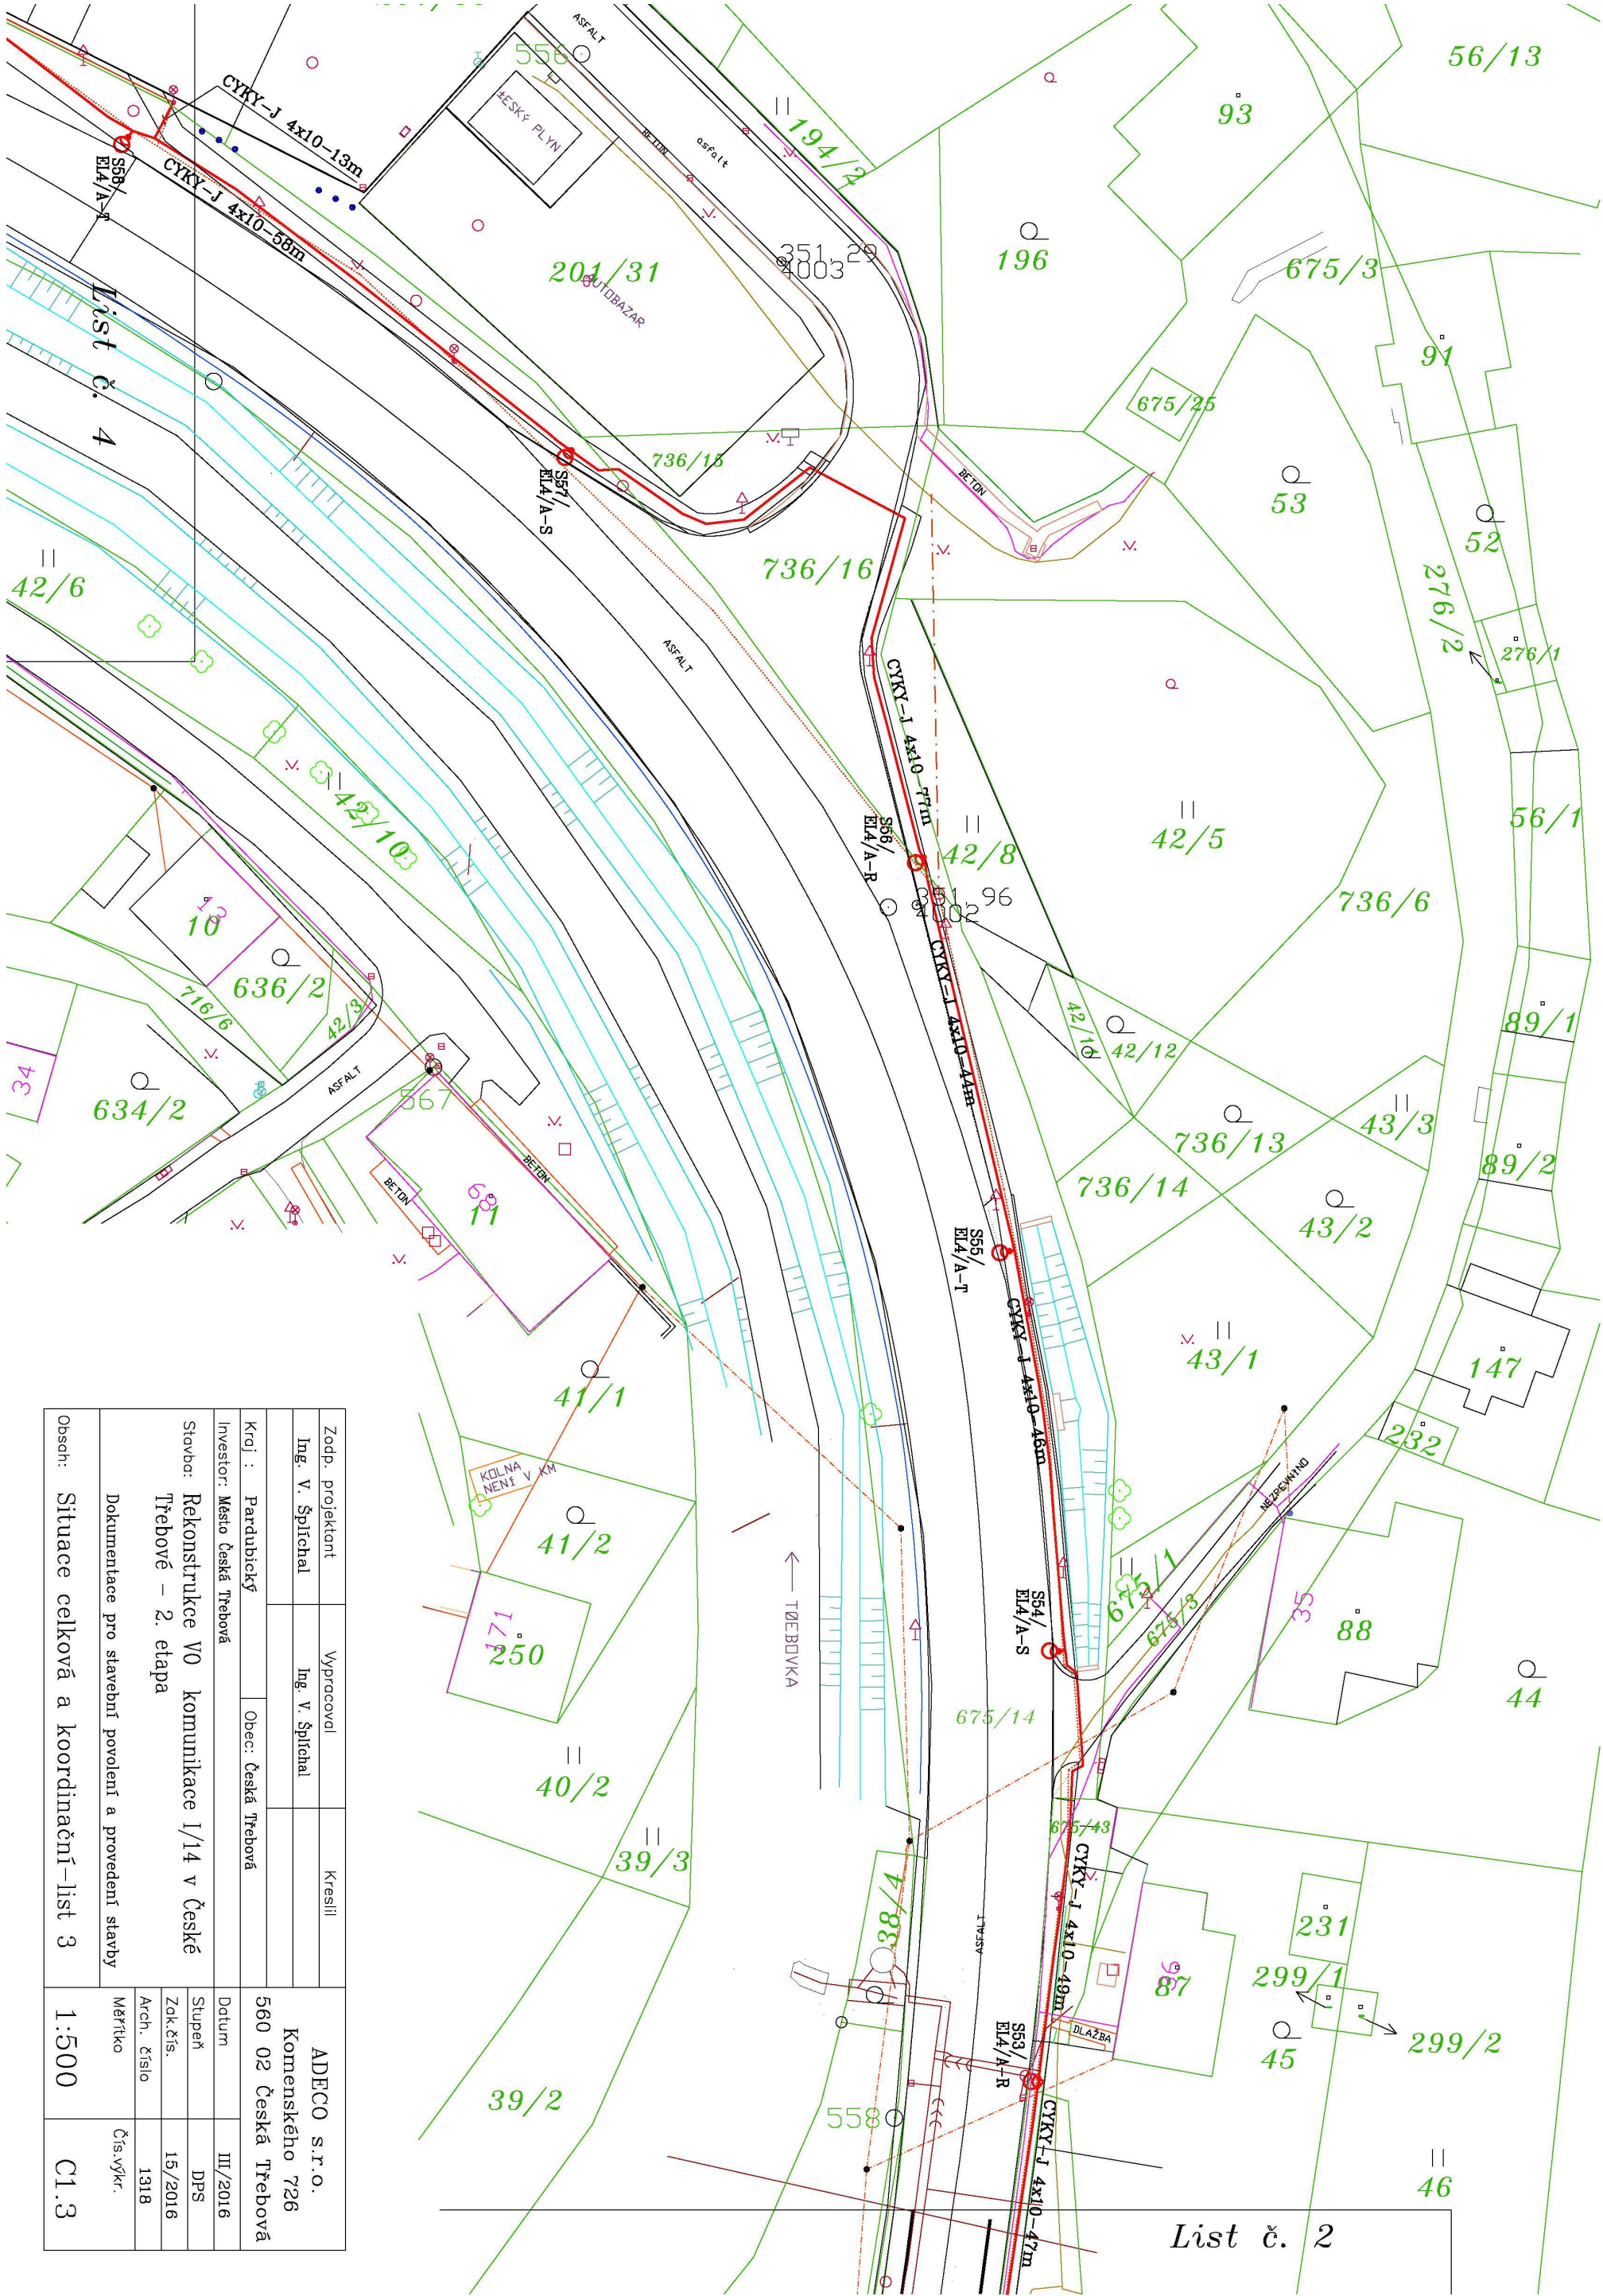 ASFALT
556
56/13
CYKY-J 4x10-13m
±ESKÝ PLYN
BETON
asfalt
194/2
93
S58/
EL4/A-T
CYKY-J 4x10-58m
201/31
AUTOBAZAR
351,29
4003
196
675/3
91
List č. 4
675/25
736/15
S57/
EL4/A-S
BETON
53
52
42/6
736/16
276/2
276/1
ASFALT
CYKY-J 4x10-77m
42/10
S56/
EL4/A-R
42/8
42/5
56/1
736/6
13
10
4002
636/2
716/6
42/3
CYKY-J 4x10-44m
42/12
89/1
34
634/2
ASFALT
567
736/13
43/3
89/2
BETON
BETON
68
11
736/14
43/2
S55/
EL4/A-T
CYKY-J 4x10-46m
43/1
147
41/1
232
KOLNA
NENÍ V KM
NEZPEVNINO
41/2
171
250
TØEBOVKA
S54/
EL4/A-S
675/1
675/3
35
88
44
675/14
40/2
39/3
38/4
675/43
ASFALT
CYKY-J 4x10-49m
36
87
231
299/1
299/2
45
DLAŽBA
S53/
EL4/A-R
39/2
558
CYKY-J 4x10-47m
46
List č. 2
Zodp. projektant
Vypracoval
Kreslil
ADECO s.r.o.
Ing. V. Šplíchal
Ing. V. Šplíchal
Komenského 726
Kraj : Pardubický
Obec: Česká Třebová
560 02 Česká Třebová
Investor: Město Česká Třebová
Datum
III/2016
Stavba: Rekonstrukce VO komunikace I/14 v České
Třebové - 2. etapa
Stupeň
DPS
Zak.čís.
15/2016
Arch. číslo
1318
Dokumentace pro stavební povolení a provedení stavby
Měřítko
Čís.výkr.
Obsah: Situace celková a koordinační-list 3
1:500
C1.3